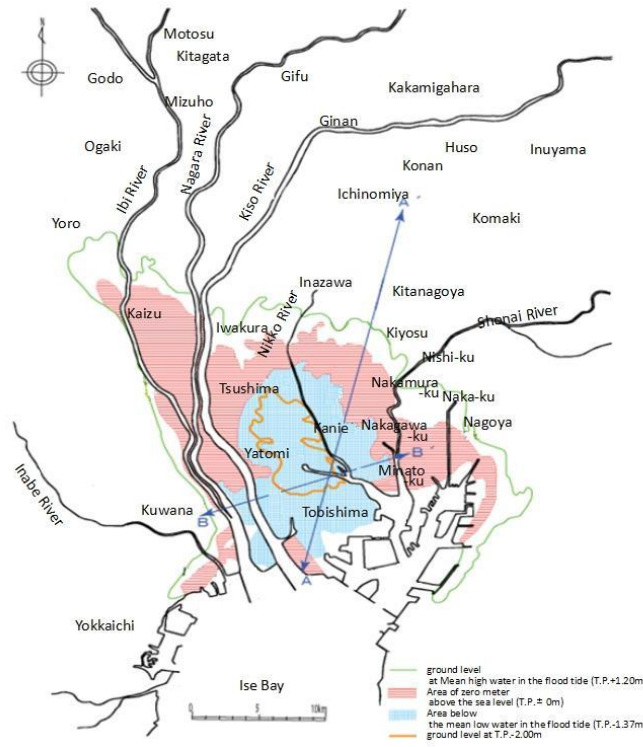 Motosu
Kitagata
Godo
Gifu
Kakamigahara
Mizuho
Ginan
Ogaki
Huso
Inuyama
Konan
Ibi River
Nagara River
Kiso River
Ichinomiya
A
Komaki
Yoro
Inazawa
Kitanagoya
Kaizu
Iwakura
Nikko River
Kiyosu
Shonai River
Nishi-ku
Tsushima
Nakamura
-ku
Naka-ku
Kanie
Nakagawa
-ku
Nagoya
Yatomi
B
Minato
-ku
Inabe River
Kuwana
B
Tobishima
A
Yokkaichi
Ise Bay
0
5
10km
ground level
at Mean high water in the flood tide (T.P.+1.20m
Area of zero meter
above the sea level (T.P.± 0m)
Area below
the mean low water in the flood tide (T.P.-1.37m
ground level at T.P.-2.00m